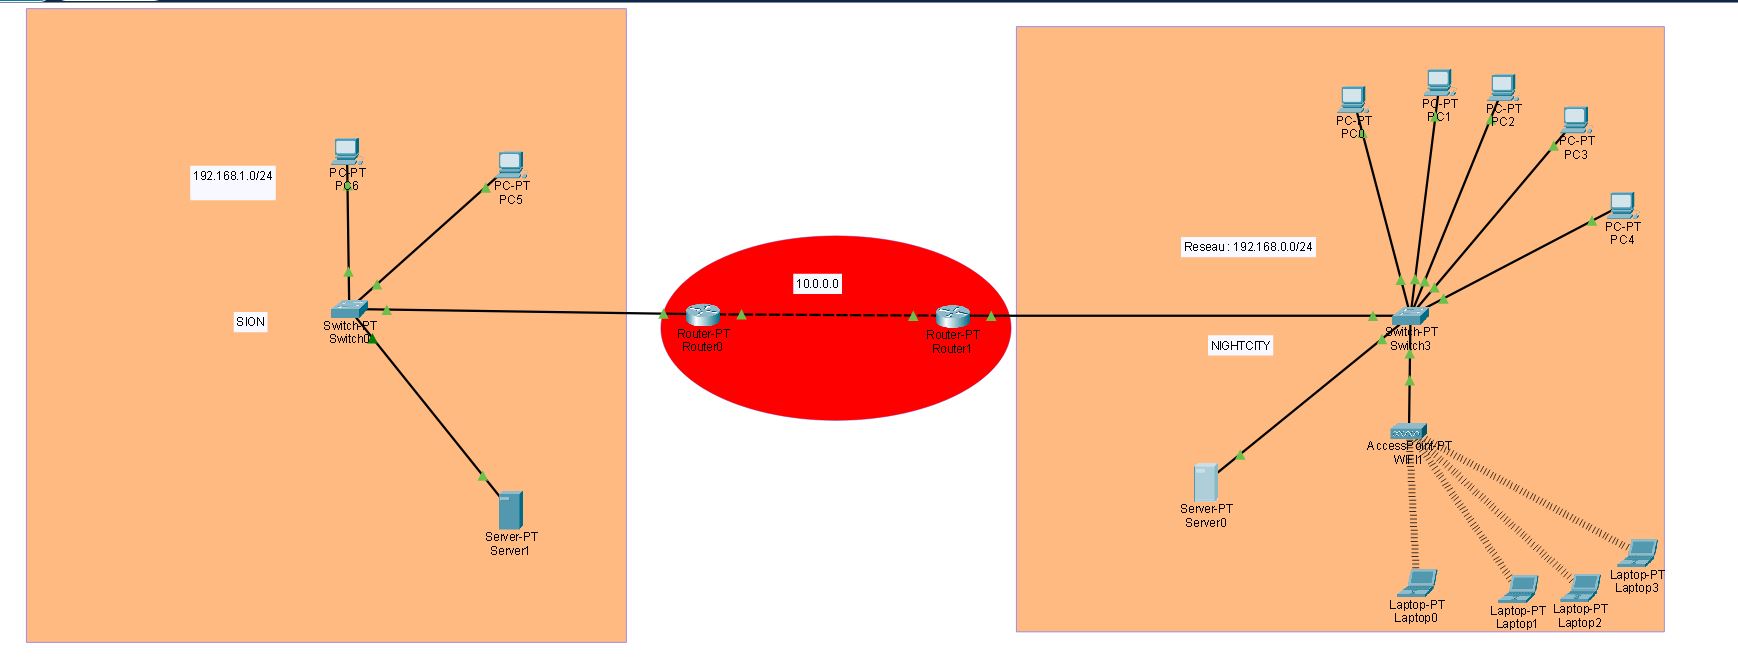 192.168.1.0/24
SION
PC-PT
PC6
PC-PT
PC5
Switch-PT
Switch0
Server-PT
Server1
10.0.0.0
Router-PT
Router0
Router-PT
Router1
Reseau : 192.168.0.0/24
NIGHTCITY
PC-PT
PC0
PC-PT
PC1
PC-PT
PC2
PC-PT
PC3
PC-PT
PC4
Switch-PT
Switch3
AccessPoint-PT
WIFI1
Server-PT
Server0
Laptop-PT
Laptop0
Laptop-PT
Laptop1
Laptop-PT
Laptop2
Laptop-PT
Laptop3